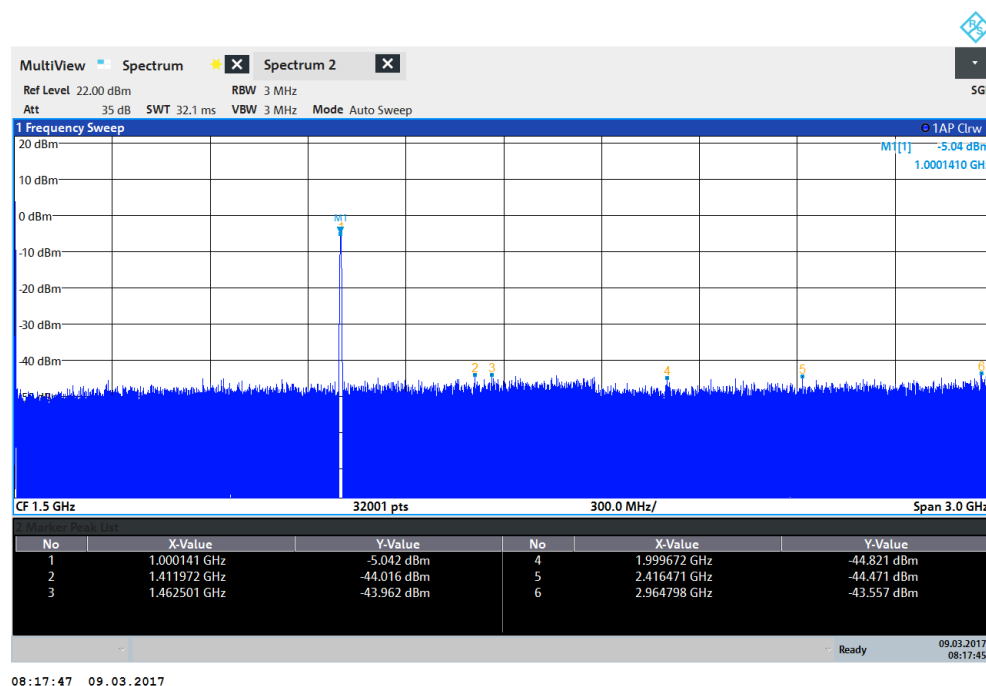 R&S
MultiView Spectrum Spectrum 2
Ref Level 22.00 dBm RBW 3 MHz SG
Att 35 dB SWT 32.1 ms VBW 3 MHz Mode Auto Sweep
1 Frequency Sweep 1AP Clrw
20 dBm M1[1] -5.04 dBm
1.0001410 GH
10 dBm
0 dBm
M1
1
-10 dBm
-20 dBm
-30 dBm
-40 dBm
2 3 4 5 6
-50 dBm
CF 1.5 GHz 32001 pts 300.0 MHz/ Span 3.0 GHz
2 Marker Peak List
No X-Value Y-Value No X-Value Y-Value
1 1.000141 GHz -5.042 dBm 4 1.999672 GHz -44.821 dBm
2 1.411972 GHz -44.016 dBm 5 2.416471 GHz -44.471 dBm
3 1.462501 GHz -43.962 dBm 6 2.964798 GHz -43.557 dBm
Ready 09.03.2017
08:17:45
08:17:47 09.03.2017